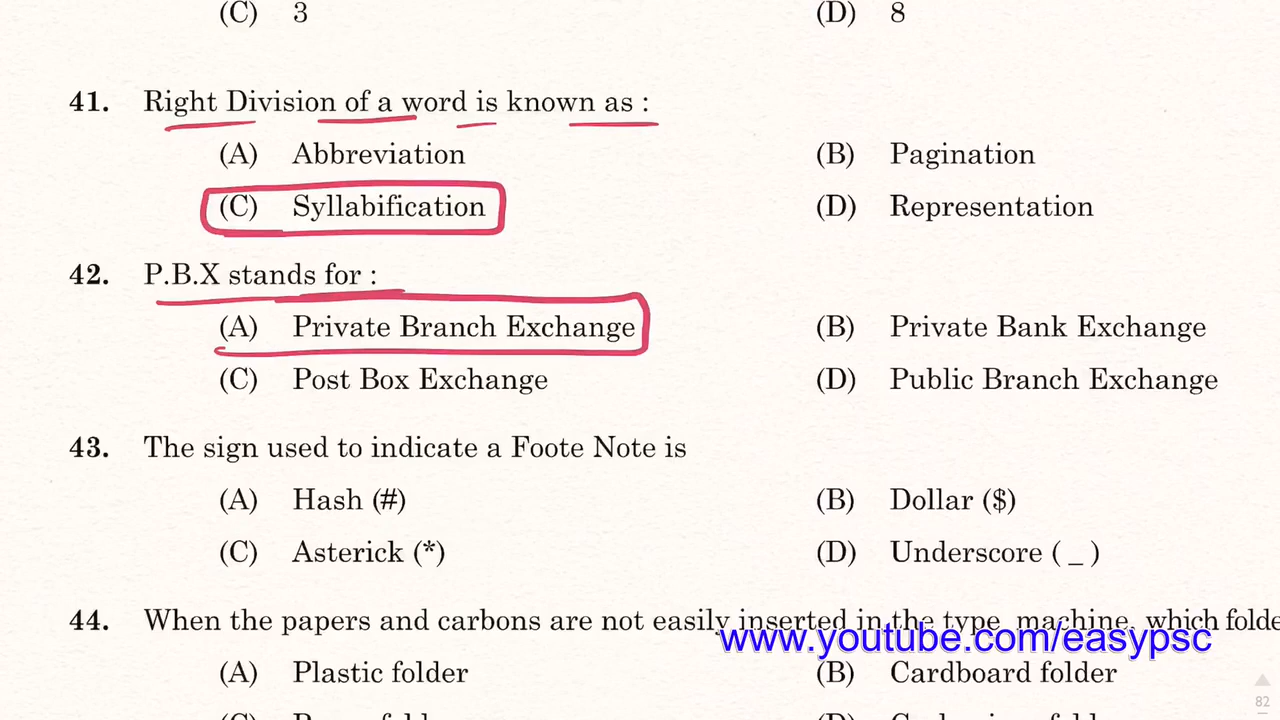 (C) 3 (D) 8
41. Right Division of a word is known as :
(A) Abbreviation (B) Pagination
(C) Syllabification (D) Representation
42. P.B.X stands for :
(A) Private Branch Exchange (B) Private Bank Exchange
(C) Post Box Exchange (D) Public Branch Exchange
43. The sign used to indicate a Foote Note is
(A) Hash (#) (B) Dollar ($)
(C) Asterick (*) (D) Underscore ( _ )
44. When the papers and carbons are not easily inserted in the type machine, which folde
www.youtube.com/easypsc
(A) Plastic folder (B) Cardboard folder
82